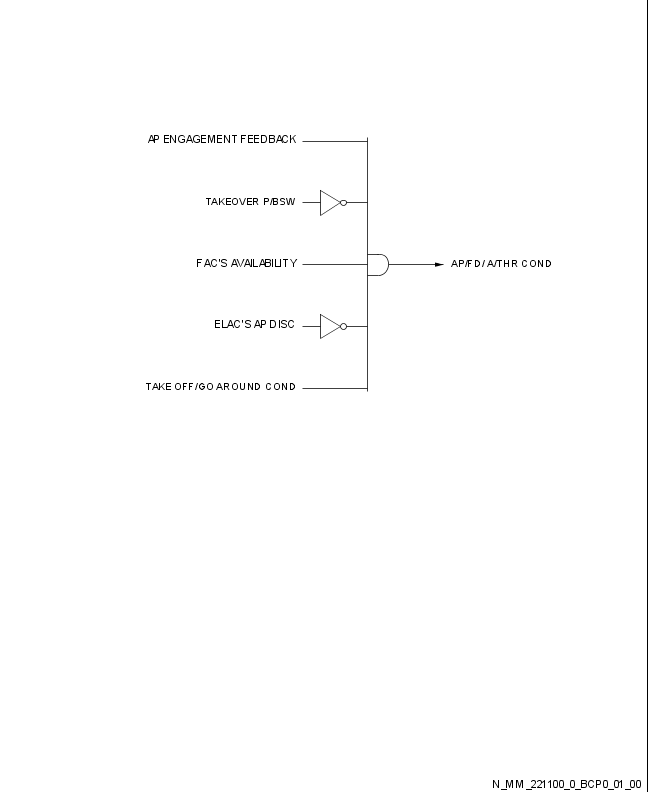 AP ENGAGEMENT FEEDBACK
TAKEOVER P/BSW
FAC'S AVAILABILITY
AP/FD/A/THR COND
ELAC'S AP DISC
TAKE OFF/GO AROUND COND
N_MM_221100_0_BCP0_01_00